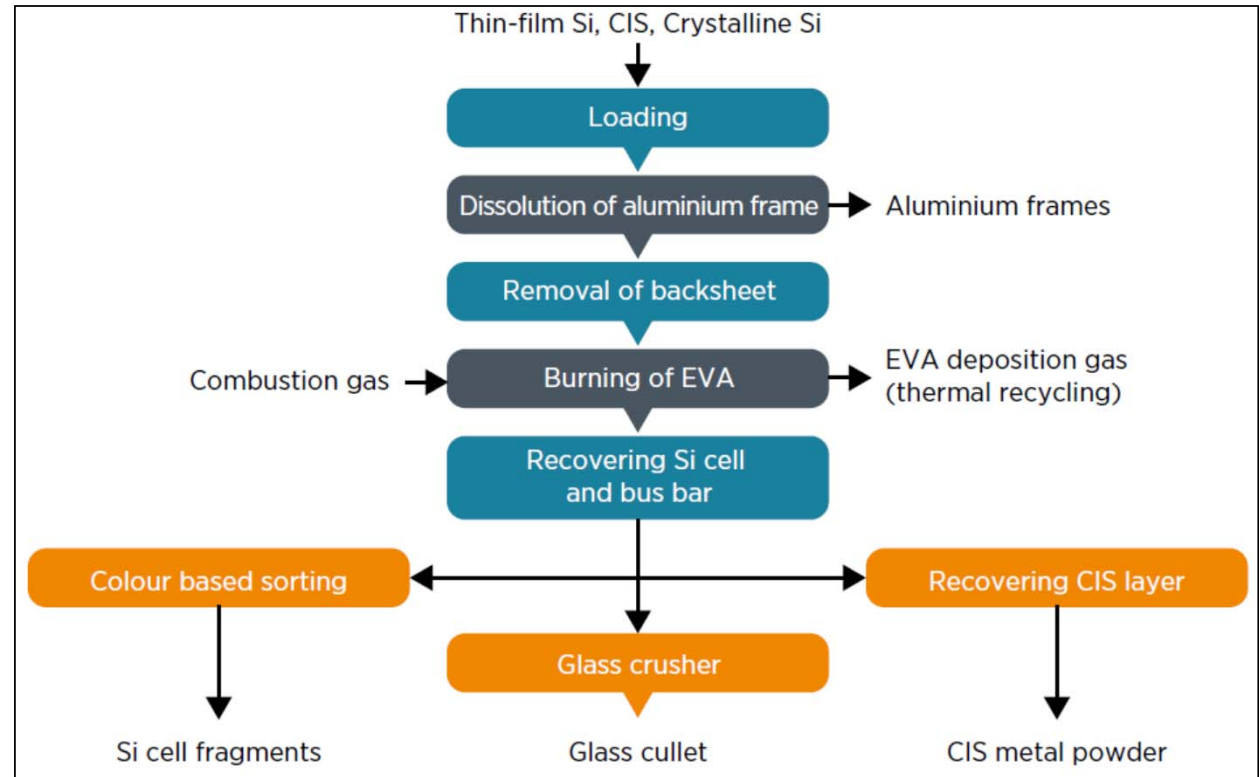 Thin-film Si, CIS, Crystalline Si
Loading
Dissolution of aluminium frame
Aluminium frames
Removal of backsheet
Combustion gas
Burning of EVA
EVA deposition gas
(thermal recycling)
Recovering Si cell
and bus bar
Colour based sorting
Recovering CIS layer
Glass crusher
Si cell fragments
Glass cullet
CIS metal powder